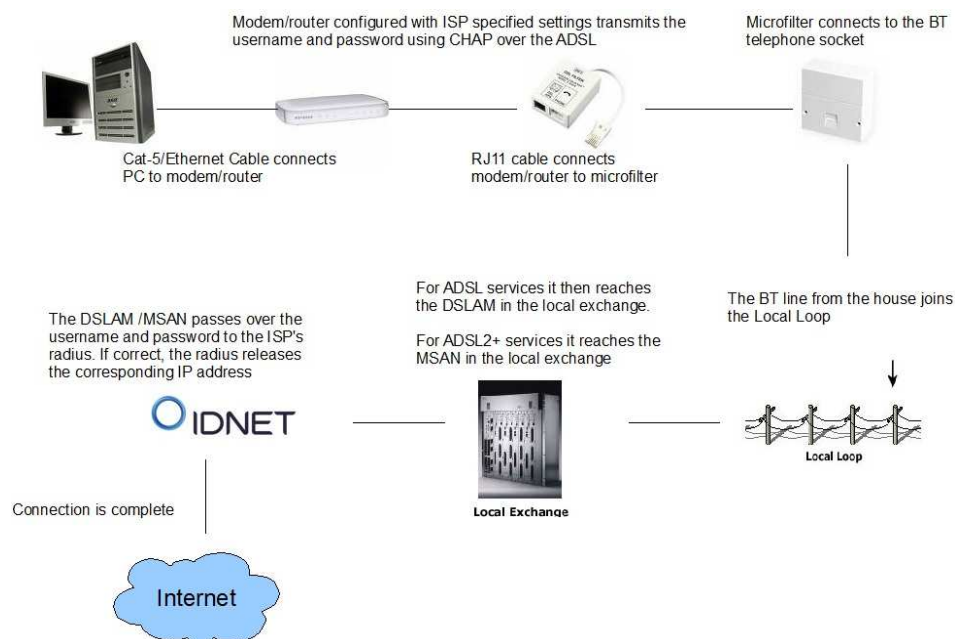 Modem/router configured with ISP specified settings transmits the
username and password using CHAP over the ADSL
Microfilter connects to the BT
telephone socket
Cat-5/Ethernet Cable connects
PC to modem/router
RJ11 cable connects
modem/router to microfilter
For ADSL services it then reaches
the DSLAM in the local exchange.
For ADSL2+ services it reaches the
MSAN in the local exchange
The BT line from the house joins
the Local Loop
The DSLAM /MSAN passes over the
username and password to the ISP's
radius. If correct, the radius releases
the corresponding IP address
IDNET
Local Loop
Local Exchange
Connection is complete
Internet